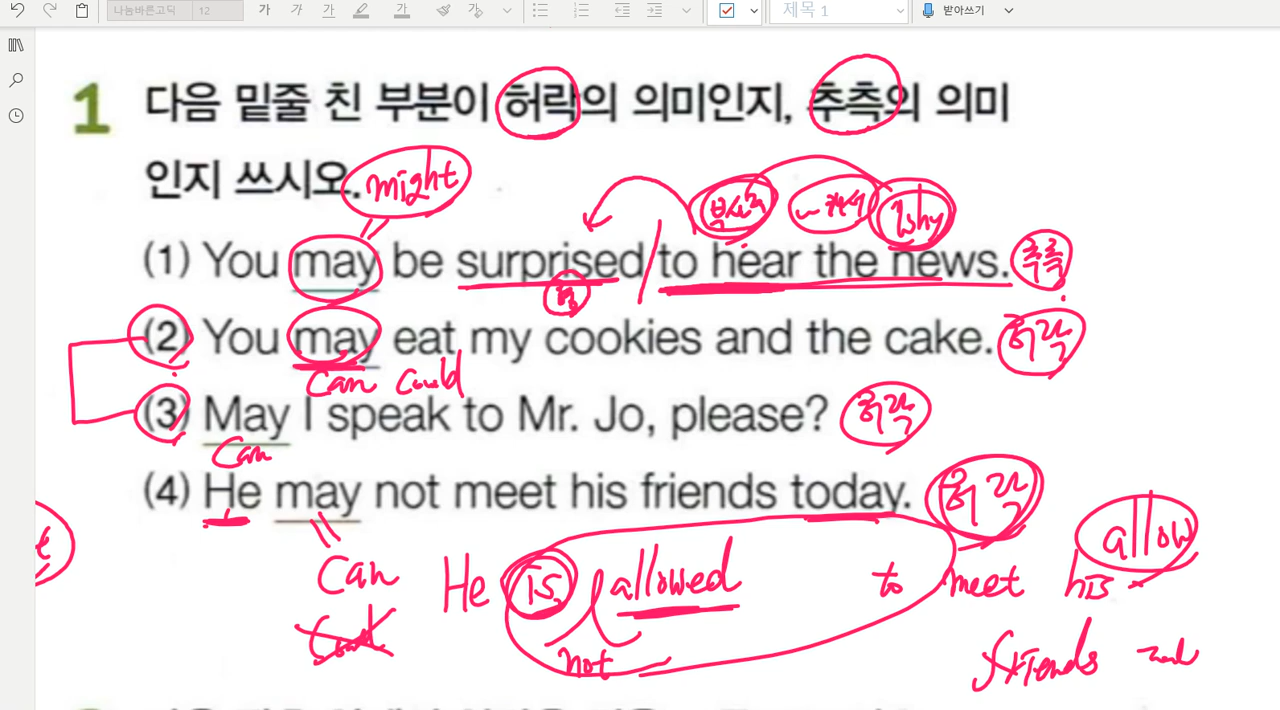 나눔바른고딕 12 가 가 가 가 가 제목 1 받아쓰기
1 다음 밑줄 친 부분이 허락의 의미인지, 추측의 의미
인지 쓰시오.
might
부사적 why
(1) You may be surprised to hear the news. 추측
(2) You may eat my cookies and the cake. 허락
can could
(3) May I speak to Mr. Jo, please? 허락
Can
(4) He may not meet his friends today. 허락
allow
Can He is allowed to meet his
not
friends